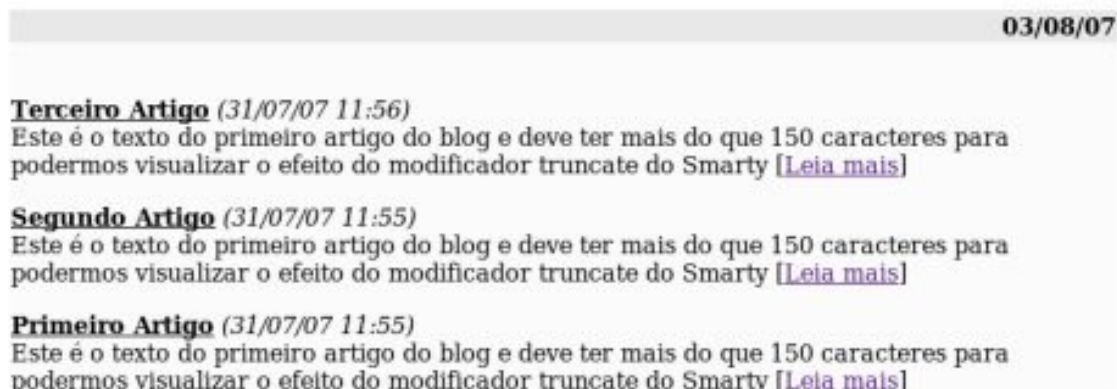 03/08/07
Terceiro Artigo (31/07/07 11:56)
Este é o texto do primeiro artigo do blog e deve ter mais do que 150 caracteres para
podermos visualizar o efeito do modificador truncate do Smarty [Leia mais]
Segundo Artigo (31/07/07 11:55)
Este é o texto do primeiro artigo do blog e deve ter mais do que 150 caracteres para
podermos visualizar o efeito do modificador truncate do Smarty [Leia mais]
Primeiro Artigo (31/07/07 11:55)
Este é o texto do primeiro artigo do blog e deve ter mais do que 150 caracteres para
podermos visualizar o efeito do modificador truncate do Smarty [Leia mais]